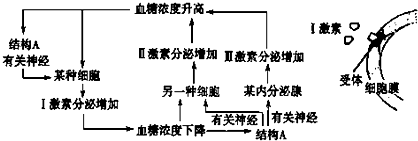 血糖浓度升高
结构A
有关神经
某种细胞
Ⅰ激素分泌增加
Ⅱ激素分泌增加
Ⅲ激素分泌增加
另一种细胞
某内分泌腺
有关神经
有关神经
血糖浓度下降
结构A
Ⅰ激素
受体
细胞膜